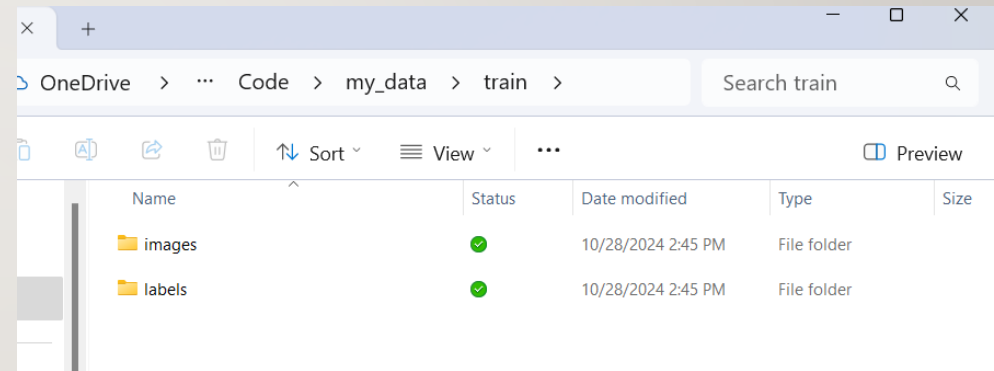 OneDrive > ... Code > my_data > train >
Search train
Sort
View
...
Preview
Name Status Date modified Type Size
images 10/28/2024 2:45 PM File folder
labels 10/28/2024 2:45 PM File folder